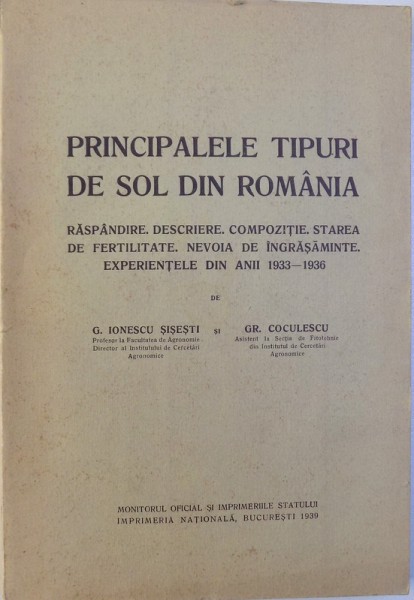 PRINCIPALELE TIPURI
DE SOL DIN ROMÂNIA
RĂSPÂNDIRE. DESCRIERE. COMPOZIȚIE. STAREA
DE FERTILITATE. NEVOIA DE ÎNGRĂȘĂMINTE.
EXPERIENȚELE DIN ANII 1933—1936
DE
G. IONESCU ȘIȘEȘTI
Profesor la Facultatea de Agronomie
Director al Institutului de Cercetări
Agronomice
ȘI
GR. COCULESCU
Asistent la Secția de Fitotehnie
din Institutul de Cercetări
Agronomice
MONITORUL OFICIAL ȘI IMPRIMERIILE STATULUI
IMPRIMERIA NAȚIONALĂ, BUCUREȘTI 1939